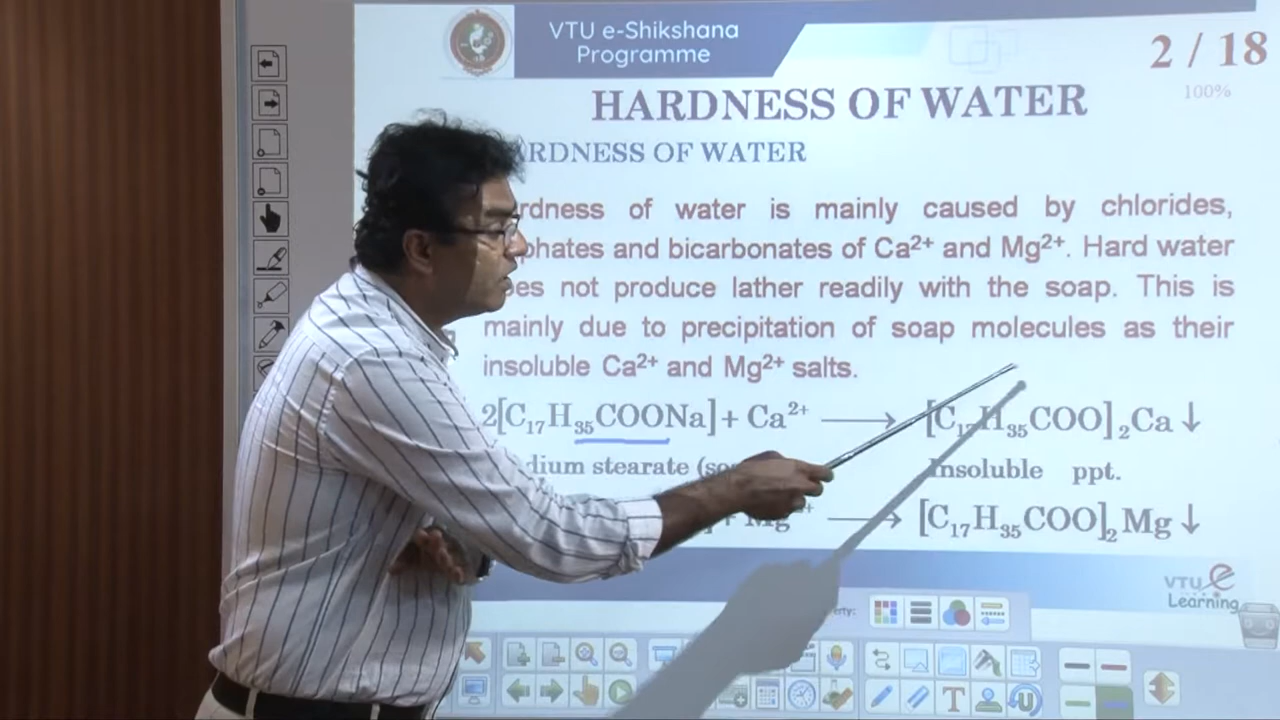 VTU e-Shikshana
Programme
2 / 18
100%
HARDNESS OF WATER
RDNESS OF WATER
rdness of water is mainly caused by chlorides,
phates and bicarbonates of Ca²⁺ and Mg²⁺. Hard water
es not produce lather readily with the soap. This is
mainly due to precipitation of soap molecules as their
insoluble Ca²⁺ and Mg²⁺ salts.
2[C₁₇H₃₅COONa] + Ca²⁺ ⟶ [C₁₇H₃₅COO]₂Ca↓
dium stearate (so
Insoluble ppt.
+ Mg ⁺ ⟶ [C₁₇H₃₅COO]₂Mg↓
VTU e
Learning
erty: